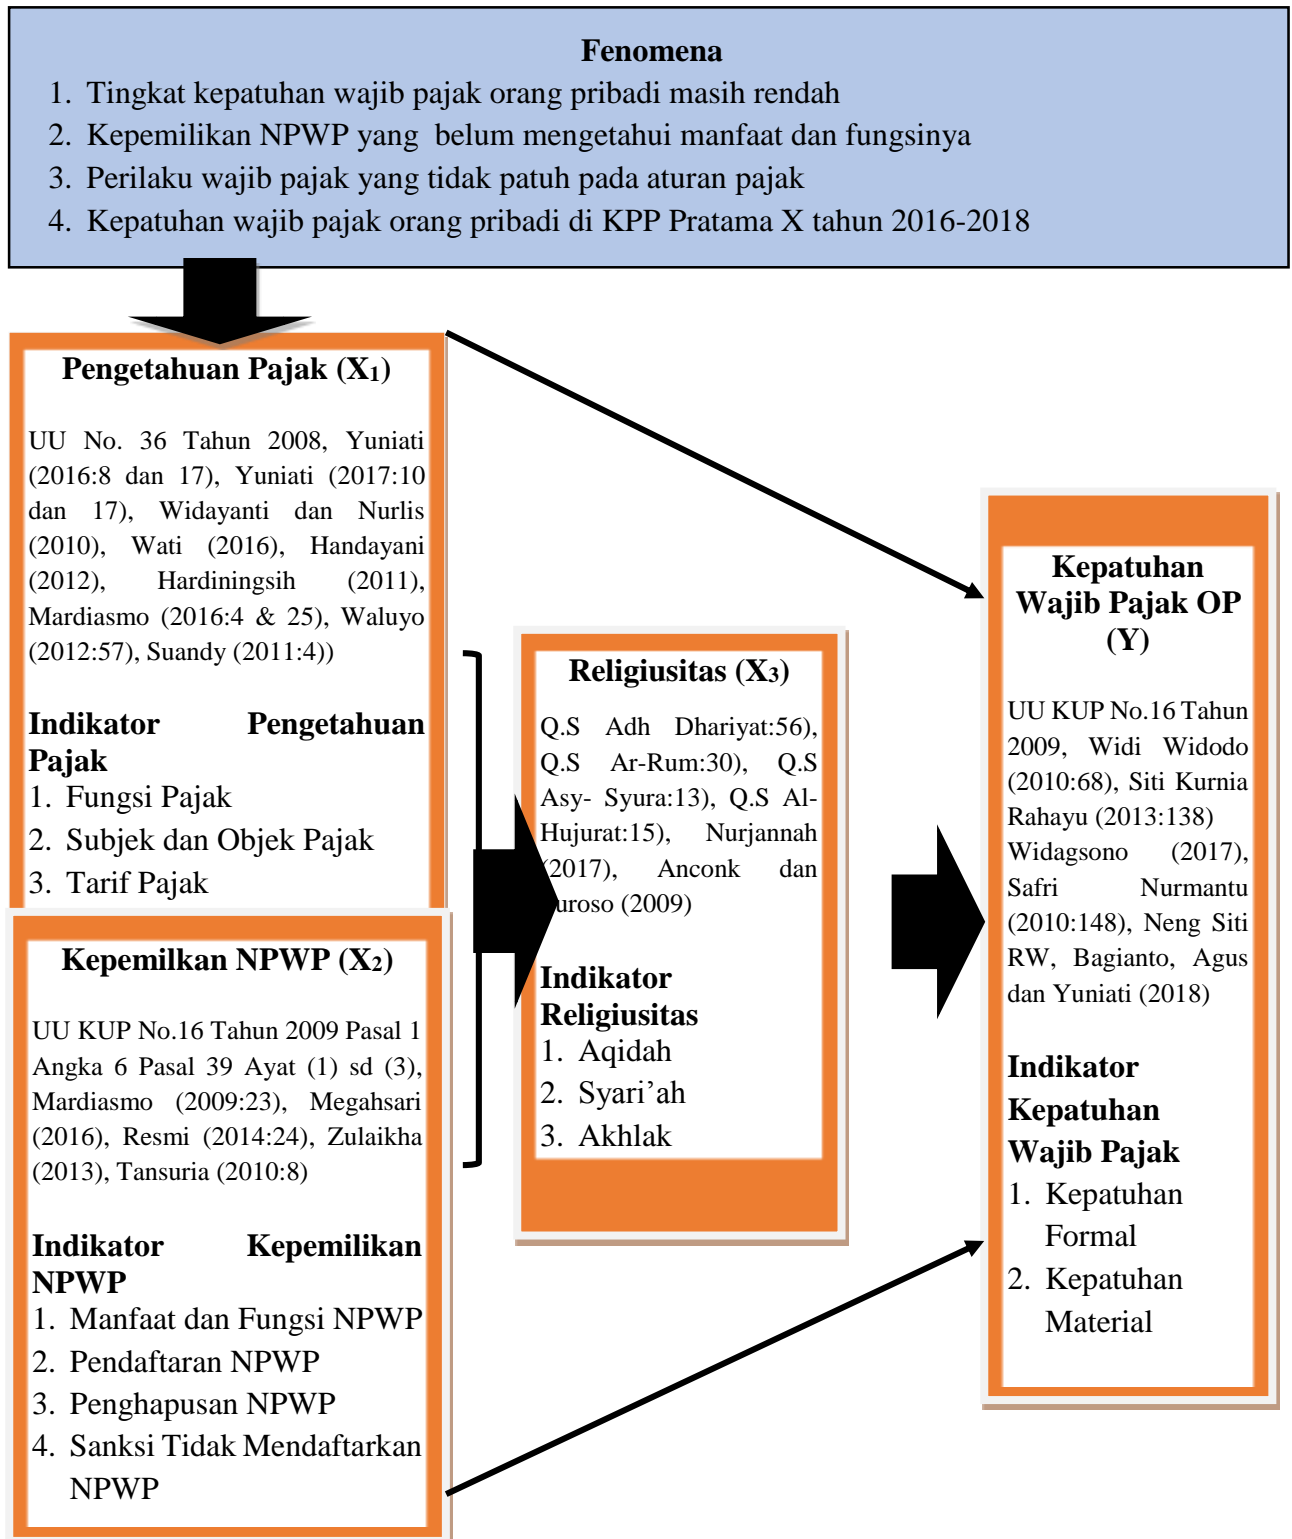 Fenomena
1. Tingkat kepatuhan wajib pajak orang pribadi masih rendah
2. Kepemilikan NPWP yang belum mengetahui manfaat dan fungsinya
3. Perilaku wajib pajak yang tidak patuh pada aturan pajak
4. Kepatuhan wajib pajak orang pribadi di KPP Pratama X tahun 2016-2018
Pengetahuan Pajak (X1)
UU No. 36 Tahun 2008, Yuniati
(2016:8 dan 17), Yuniati (2017:10
dan 17), Widayanti dan Nurlis
(2010), Wati (2016), Handayani
(2012), Hardiningsih (2011),
Mardiasmo (2016:4 & 25), Waluyo
(2012:57), Suandy (2011:4))
Indikator Pengetahuan
Pajak
1. Fungsi Pajak
2. Subjek dan Objek Pajak
3. Tarif Pajak
Kepemilkan NPWP (X2)
UU KUP No.16 Tahun 2009 Pasal 1
Angka 6 Pasal 39 Ayat (1) sd (3),
Mardiasmo (2009:23), Megahsari
(2016), Resmi (2014:24), Zulaikha
(2013), Tansuria (2010:8)
Indikator Kepemilikan
NPWP
1. Manfaat dan Fungsi NPWP
2. Pendaftaran NPWP
3. Penghapusan NPWP
4. Sanksi Tidak Mendaftarkan
NPWP
Religiusitas (X3)
Q.S Adh Dhariyat:56),
Q.S Ar-Rum:30), Q.S
Asy- Syura:13), Q.S Al-
Hujurat:15), Nurjannah
(2017), Anconk dan
uroso (2009)
Indikator
Religiusitas
1. Aqidah
2. Syari’ah
3. Akhlak
Kepatuhan
Wajib Pajak OP
(Y)
UU KUP No.16 Tahun
2009, Widi Widodo
(2010:68), Siti Kurnia
Rahayu (2013:138)
Widagsono (2017),
Safri Nurmantu
(2010:148), Neng Siti
RW, Bagianto, Agus
dan Yuniati (2018)
Indikator
Kepatuhan
Wajib Pajak
1. Kepatuhan
Formal
2. Kepatuhan
Material